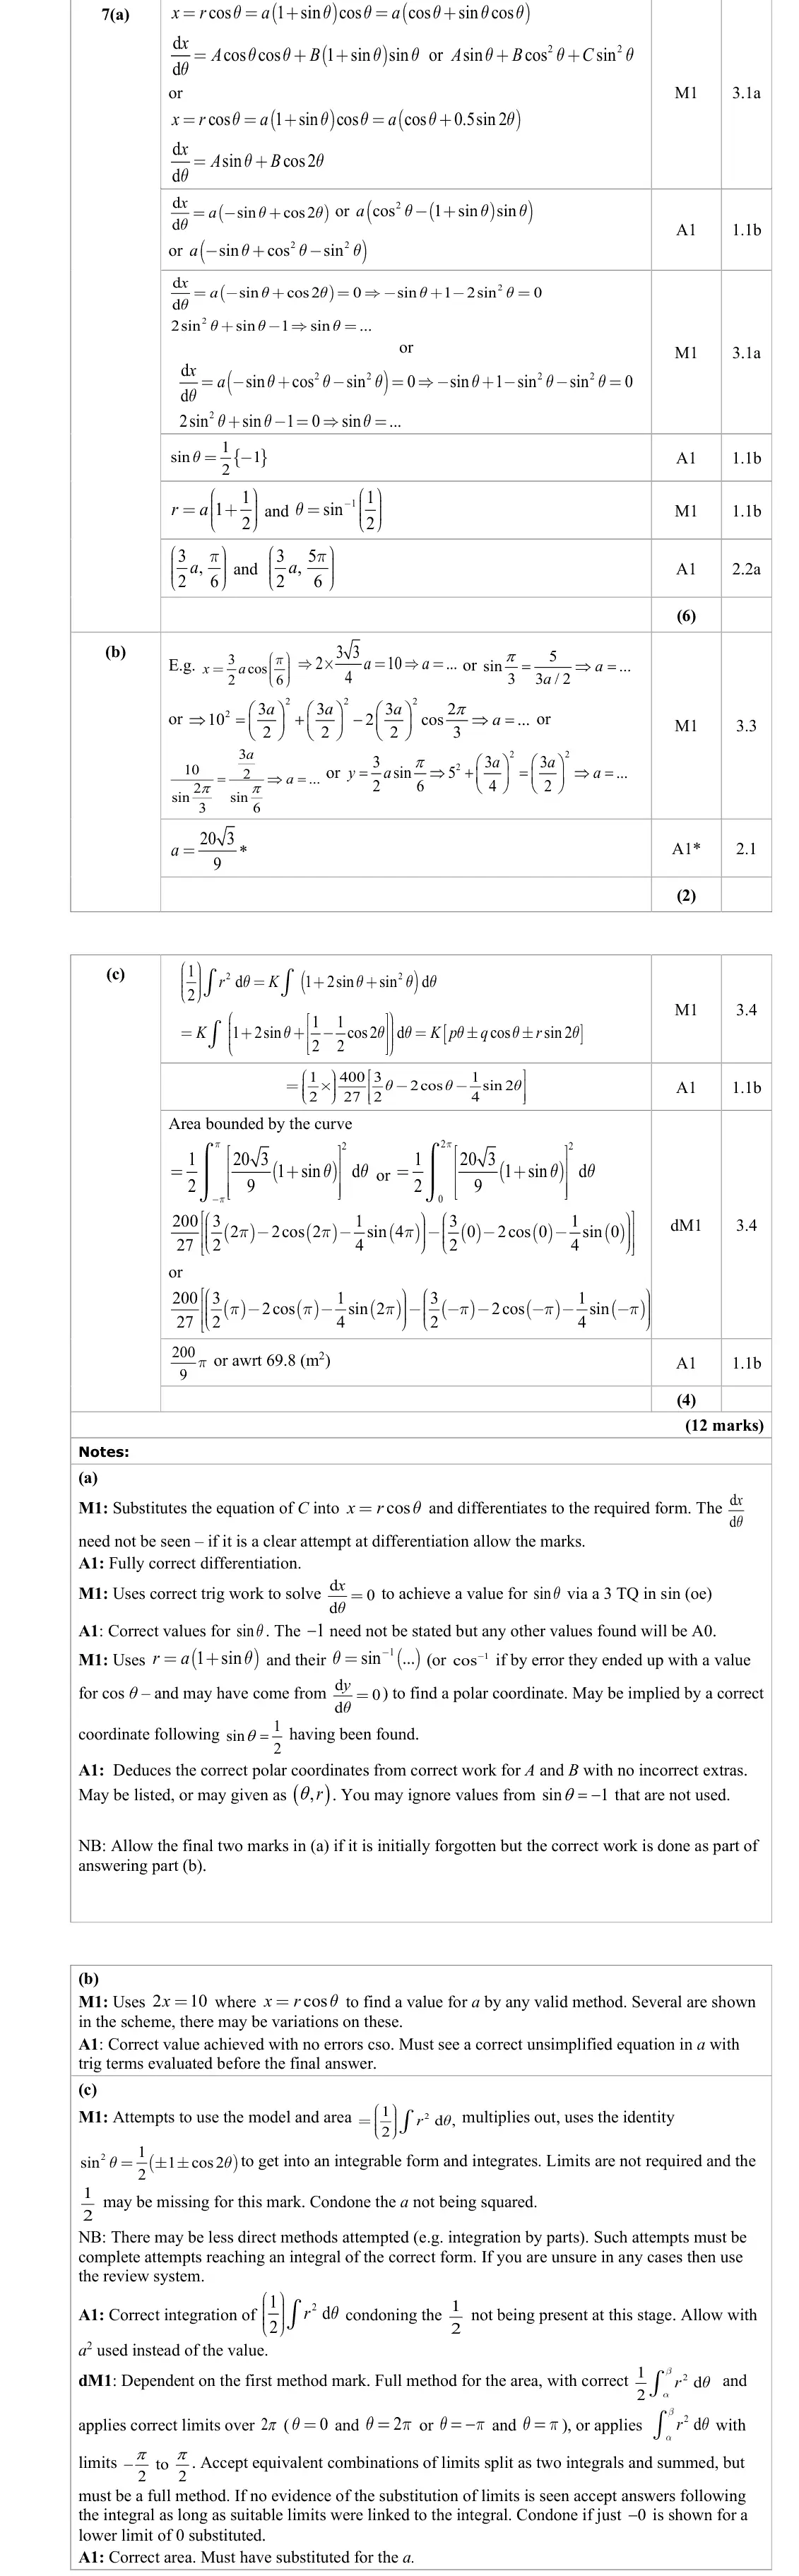 7(a)
x = r cos θ = a(1 + sin θ) cos θ = a(cos θ + sin θ cos θ)
dx/dθ = A cos θ cos θ + B(1 + sin θ) sin θ or A sin θ + B cos² θ + C sin² θ
or
x = r cos θ = a(1 + sin θ) cos θ = a(cos θ + 0.5 sin 2θ)
dx/dθ = A sin θ + B cos 2θ
M1 3.1a
dx/dθ = a(−sin θ + cos 2θ) or a(cos² θ − (1 + sin θ) sin θ)
or a(−sin θ + cos² θ − sin² θ)
A1 1.1b
dx/dθ = a(−sin θ + cos 2θ) = 0 ⇒ −sin θ + 1 − 2 sin² θ = 0
2 sin² θ + sin θ − 1 ⇒ sin θ = ...
or
dx/dθ = a(−sin θ + cos² θ − sin² θ) = 0 ⇒ −sin θ + 1 − sin² θ − sin² θ = 0
2 sin² θ + sin θ − 1 = 0 ⇒ sin θ = ...
M1 3.1a
sin θ = 1/2 {−1}
A1 1.1b
r = a(1 + 1/2) and θ = sin⁻¹(1/2)
M1 1.1b
(3/2 a, π/6) and (3/2 a, 5π/6)
A1 2.2a
(6)
(b)
E.g. x = 3/2 a cos(π/6) ⇒ 2 × 3√3/4 a = 10 ⇒ a = ... or sin π/3 = 5/(3a / 2) ⇒ a = ...
or ⇒ 10² = (3a/2)² + (3a/2)² − 2(3a/2)² cos 2π/3 ⇒ a = ... or
10/(sin 2π/3) = (3a/2)/(sin π/6) ⇒ a = ... or y = 3/2 a sin π/6 ⇒ 5² + (3a/4)² = (3a/2)² ⇒ a = ...
M1 3.3
a = 20√3/9 *
A1* 2.1
(2)
(c)
(1/2)∫ r² dθ = K∫ (1 + 2 sin θ + sin² θ) dθ
= K∫ (1 + 2 sin θ + [1/2 − 1/2 cos 2θ]) dθ = K[pθ ± q cos θ ± r sin 2θ]
M1 3.4
= (1/2 ×) 400/27 [3/2 θ − 2 cos θ − 1/4 sin 2θ]
A1 1.1b
Area bounded by the curve
= 1/2 ∫_{−π}^{π} [20√3/9 (1 + sin θ)]² dθ or = 1/2 ∫_0^{2π} [20√3/9 (1 + sin θ)]² dθ
200/27 [(3/2 (2π) − 2 cos(2π) − 1/4 sin(4π)) − (3/2 (0) − 2 cos(0) − 1/4 sin(0))]
or
200/27 [(3/2 (π) − 2 cos(π) − 1/4 sin(2π)) − (3/2 (−π) − 2 cos(−π) − 1/4 sin(−π))
dM1 3.4
200/9 π or awrt 69.8 (m²)
A1 1.1b
(4)
(12 marks)
Notes:
(a)
M1: Substitutes the equation of C into x = r cos θ and differentiates to the required form. The dx/dθ
need not be seen – if it is a clear attempt at differentiation allow the marks.
A1: Fully correct differentiation.
M1: Uses correct trig work to solve dx/dθ = 0 to achieve a value for sin θ via a 3 TQ in sin (oe)
A1: Correct values for sin θ. The −1 need not be stated but any other values found will be A0.
M1: Uses r = a(1 + sin θ) and their θ = sin⁻¹(...) (or cos⁻¹ if by error they ended up with a value
for cos θ – and may have come from dy/dθ = 0) to find a polar coordinate. May be implied by a correct
coordinate following sin θ = 1/2 having been found.
A1: Deduces the correct polar coordinates from correct work for A and B with no incorrect extras.
May be listed, or may given as (θ, r). You may ignore values from sin θ = −1 that are not used.
NB: Allow the final two marks in (a) if it is initially forgotten but the correct work is done as part of
answering part (b).
(b)
M1: Uses 2x = 10 where x = r cos θ to find a value for a by any valid method. Several are shown
in the scheme, there may be variations on these.
A1: Correct value achieved with no errors cso. Must see a correct unsimplified equation in a with
trig terms evaluated before the final answer.
(c)
M1: Attempts to use the model and area = (1/2)∫ r² dθ, multiplies out, uses the identity
sin² θ = 1/2 (±1 ± cos 2θ) to get into an integrable form and integrates. Limits are not required and the
1/2 may be missing for this mark. Condone the a not being squared.
NB: There may be less direct methods attempted (e.g. integration by parts). Such attempts must be
complete attempts reaching an integral of the correct form. If you are unsure in any cases then use
the review system.
A1: Correct integration of (1/2)∫ r² dθ condoning the 1/2 not being present at this stage. Allow with
a² used instead of the value.
dM1: Dependent on the first method mark. Full method for the area, with correct 1/2 ∫_α^β r² dθ and
applies correct limits over 2π (θ = 0 and θ = 2π or θ = −π and θ = π), or applies ∫_α^β r² dθ with
limits −π/2 to π/2. Accept equivalent combinations of limits split as two integrals and summed, but
must be a full method. If no evidence of the substitution of limits is seen accept answers following
the integral as long as suitable limits were linked to the integral. Condone if just −0 is shown for a
lower limit of 0 substituted.
A1: Correct area. Must have substituted for the a.